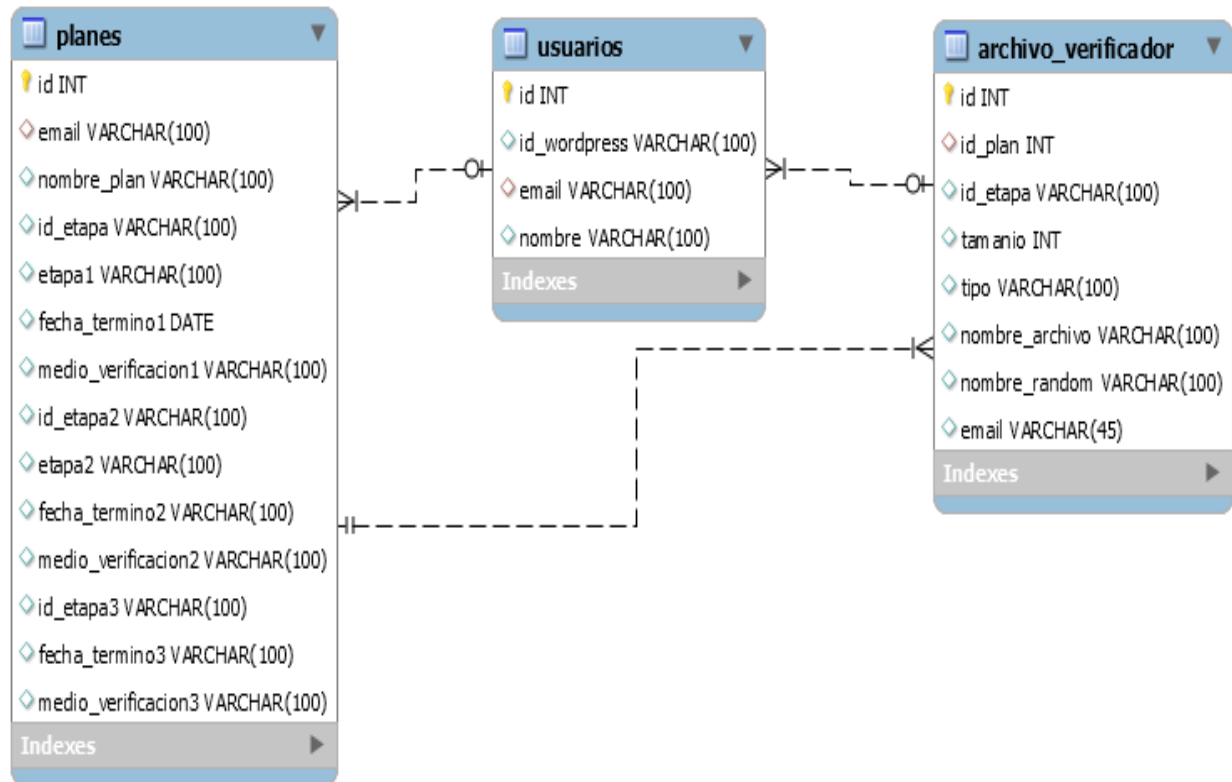 planes
id INT
email VARCHAR(100)
nombre_plan VARCHAR(100)
id_etapa VARCHAR(100)
etapa1 VARCHAR(100)
fecha_termino1 DATE
medio_verificacion1 VARCHAR(100)
id_etapa2 VARCHAR(100)
etapa2 VARCHAR(100)
fecha_termino2 VARCHAR(100)
medio_verificacion2 VARCHAR(100)
id_etapa3 VARCHAR(100)
fecha_termino3 VARCHAR(100)
medio_verificacion3 VARCHAR(100)
Indexes
usuarios
id INT
id_wordpress VARCHAR(100)
email VARCHAR(100)
nombre VARCHAR(100)
Indexes
archivo_verificador
id INT
id_plan INT
id_etapa VARCHAR(100)
tamanio INT
tipo VARCHAR(100)
nombre_archivo VARCHAR(100)
nombre_random VARCHAR(100)
email VARCHAR(45)
Indexes